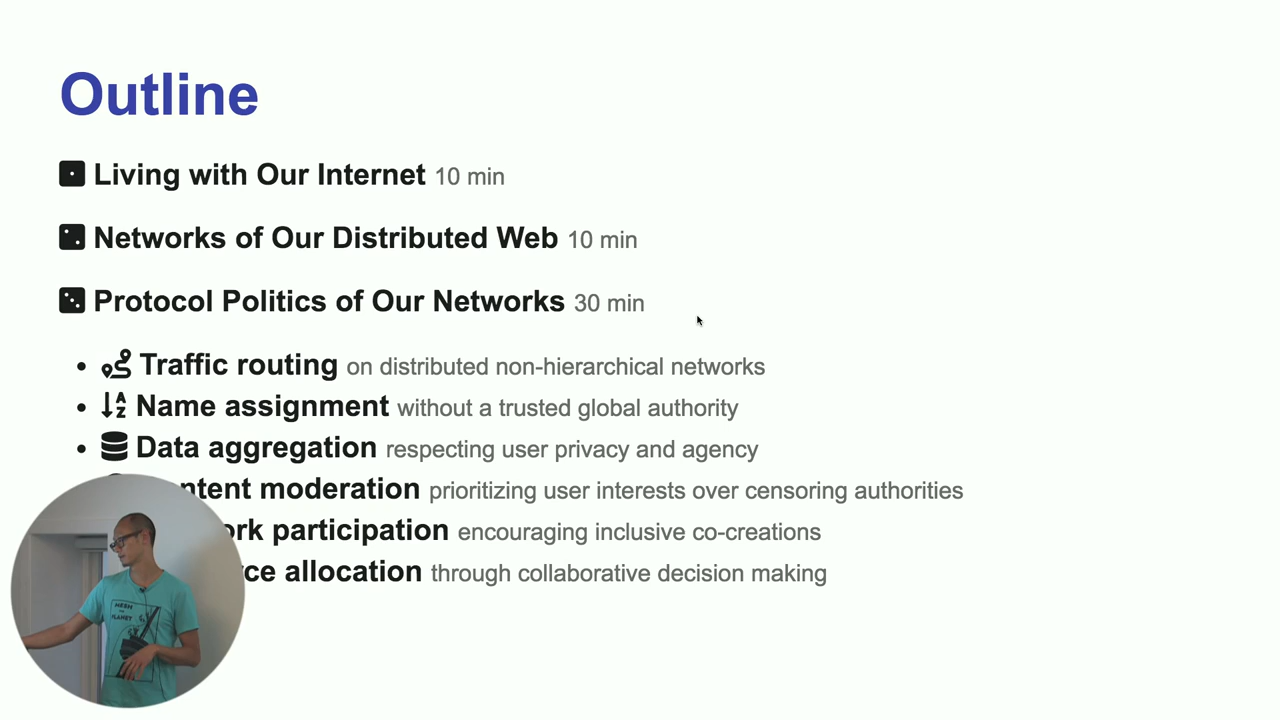 Outline
Living with Our Internet 10 min
Networks of Our Distributed Web 10 min
Protocol Politics of Our Networks 30 min
Traffic routing on distributed non-hierarchical networks
Name assignment without a trusted global authority
Data aggregation respecting user privacy and agency
ntent moderation prioritizing user interests over censoring authorities
ork participation encouraging inclusive co-creations
ce allocation through collaborative decision making
MESH
PLANET